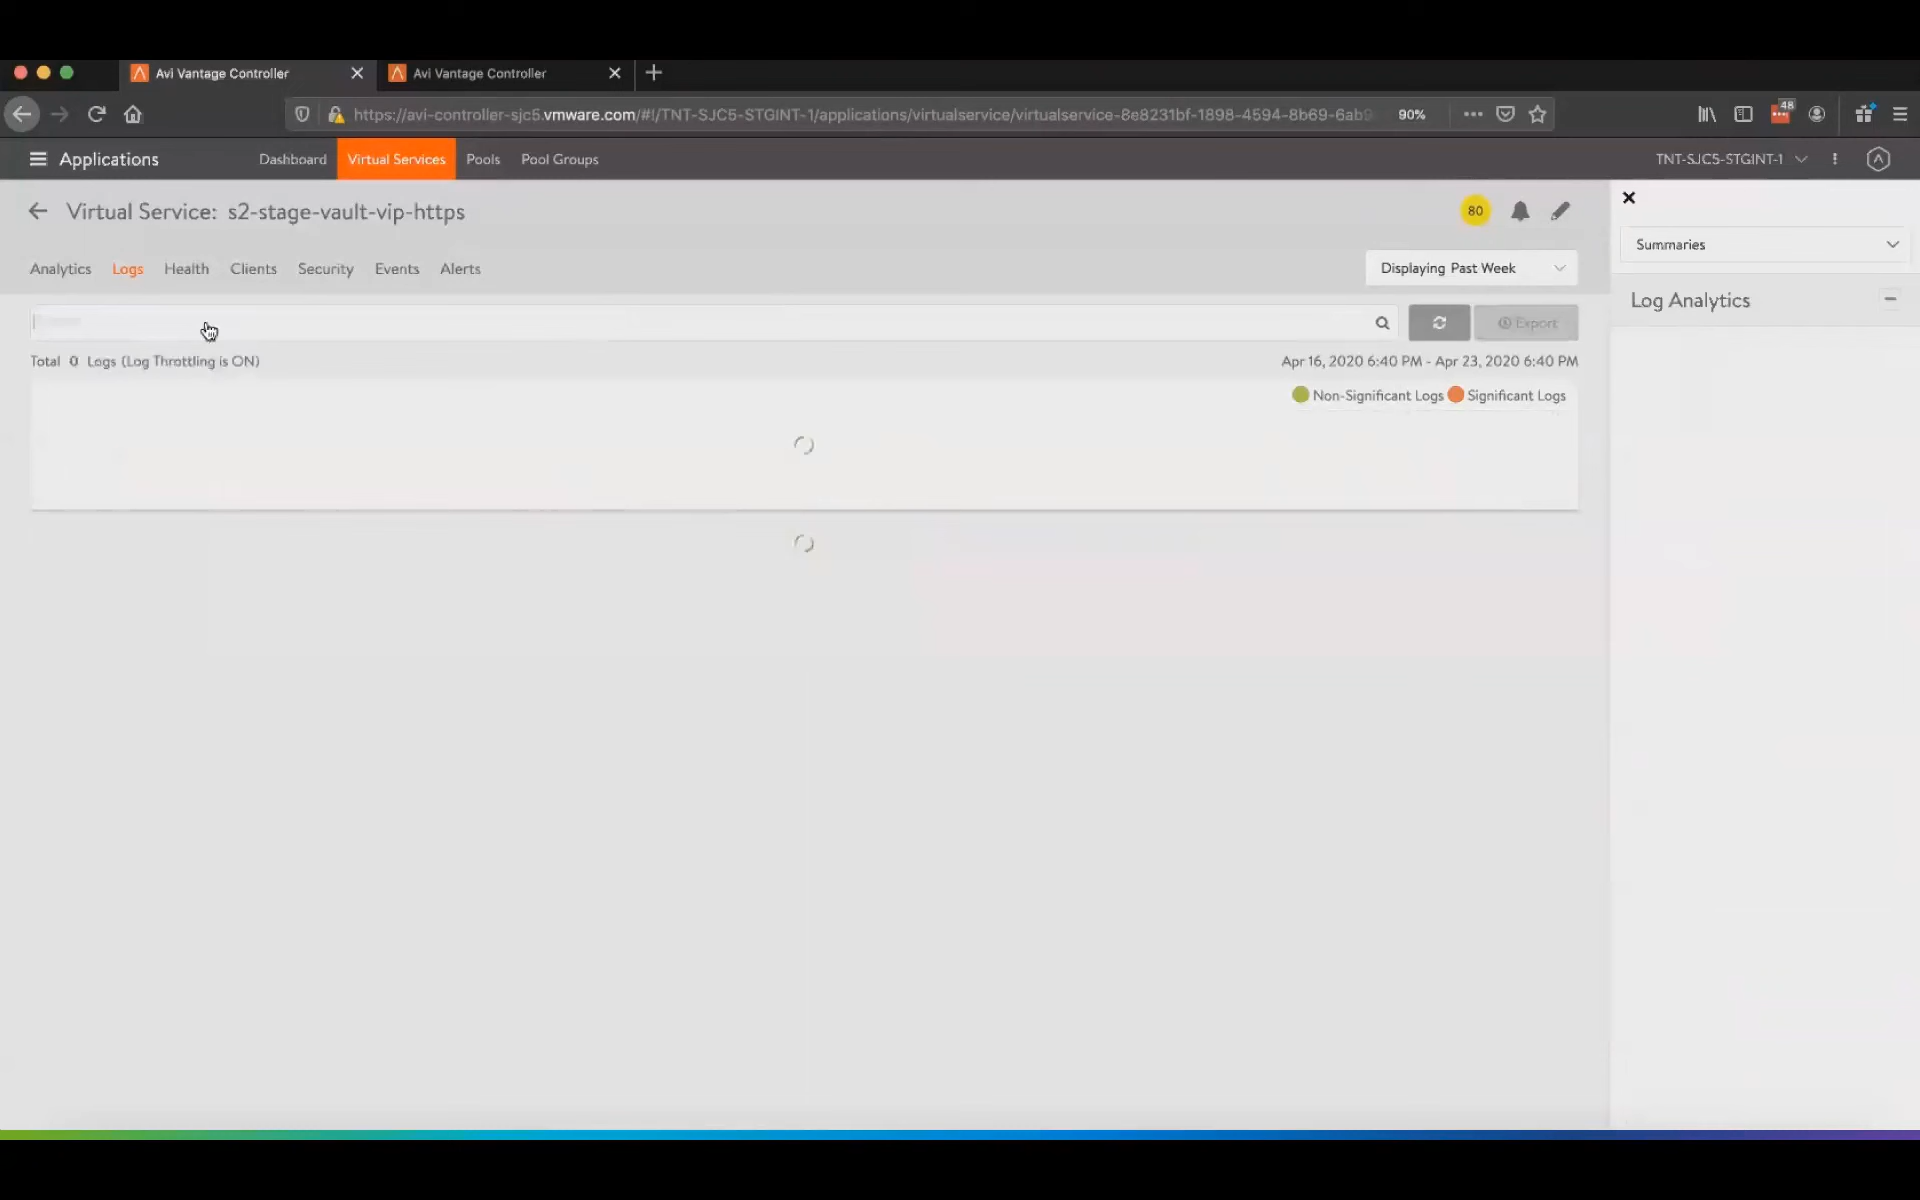 Avi Vantage Controller
Avi Vantage Controller
https://avi-controller-sjc5.vmware.com/#!/TNT-SJC5-STGINT-1/applications/virtualservice/virtualservice-8e8231bf-1898-4594-8b69-6ab9
90%
48
Applications
Dashboard
Virtual Services
Pools
Pool Groups
TNT-SJC5-STGINT-1
Virtual Service: s2-stage-vault-vip-https
80
Summaries
Analytics
Logs
Health
Clients
Security
Events
Alerts
Displaying Past Week
Log Analytics
Export
Total 0 Logs (Log Throttling is ON)
Apr 16, 2020 6:40 PM - Apr 23, 2020 6:40 PM
Non-Significant Logs
Significant Logs